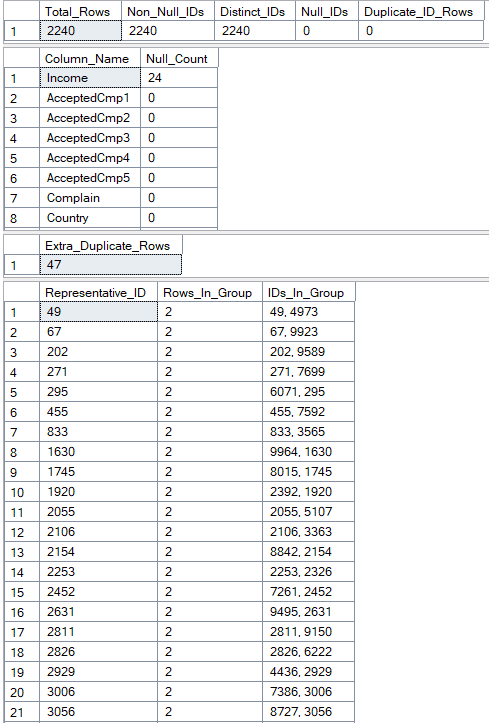 Total_Rows Non_Null_IDs Distinct_IDs Null_IDs Duplicate_ID_Rows
1 2240 2240 2240 0 0
Column_Name Null_Count
1 Income 24
2 AcceptedCmp1 0
3 AcceptedCmp2 0
4 AcceptedCmp3 0
5 AcceptedCmp4 0
6 AcceptedCmp5 0
7 Complain 0
8 Country 0
Extra_Duplicate_Rows
1 47
Representative_ID Rows_In_Group IDs_In_Group
1 49 2 49, 4973
2 67 2 67, 9923
3 202 2 202, 9589
4 271 2 271, 7699
5 295 2 6071, 295
6 455 2 455, 7592
7 833 2 833, 3565
8 1630 2 9964, 1630
9 1745 2 8015, 1745
10 1920 2 2392, 1920
11 2055 2 2055, 5107
12 2106 2 2106, 3363
13 2154 2 8842, 2154
14 2253 2 2253, 2326
15 2452 2 7261, 2452
16 2631 2 9495, 2631
17 2811 2 2811, 9150
18 2826 2 2826, 6222
19 2929 2 4436, 2929
20 3006 2 7386, 3006
21 3056 2 8727, 3056